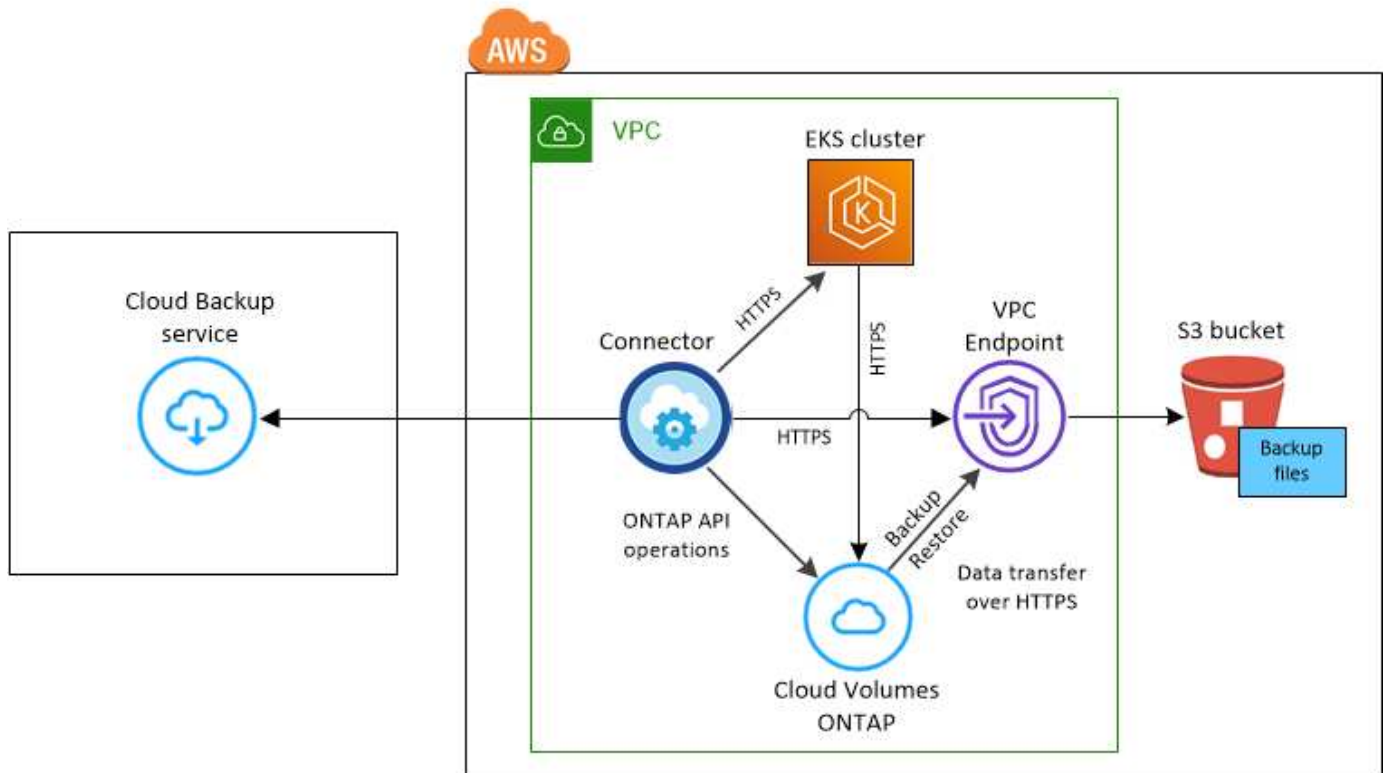 AWS
VPC
EKS cluster
Cloud Backup
service
HTTPS
HTTPS
VPC
Endpoint
S3 bucket
Connector
HTTPS
Backup
files
ONTAP API
operations
Backup
Restore
Data transfer
over HTTPS
Cloud Volumes
ONTAP
K